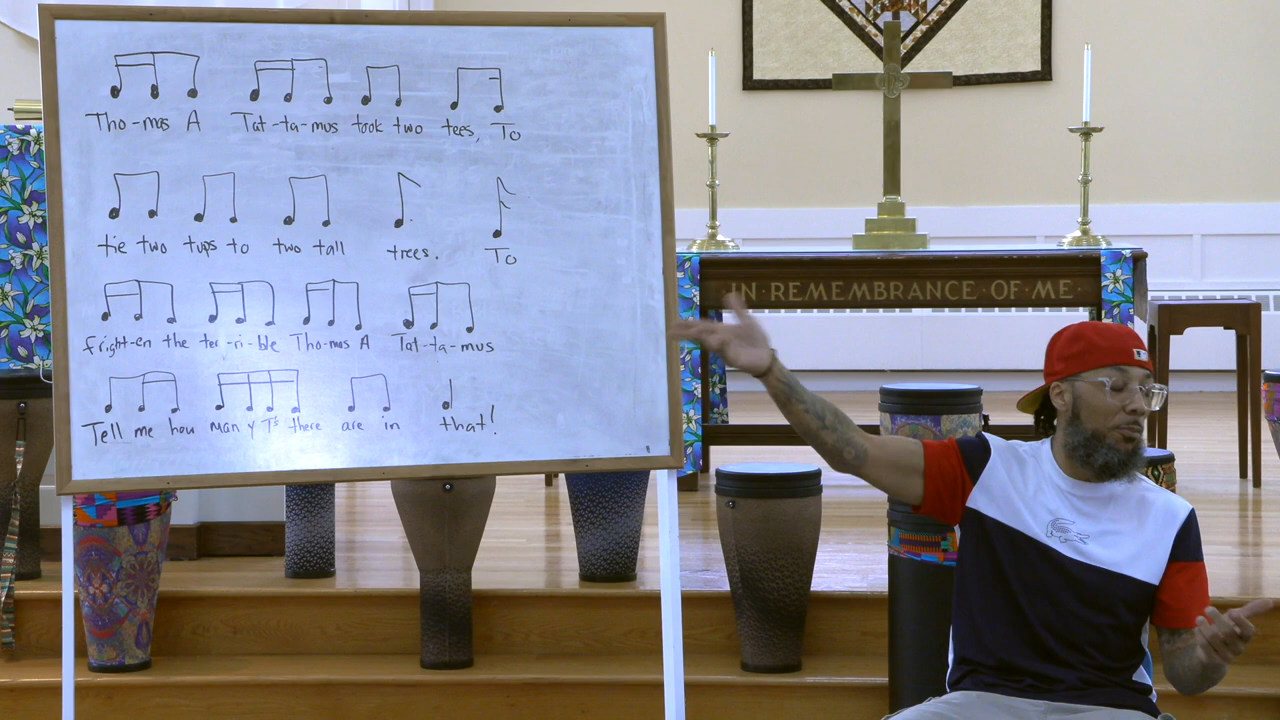 Tho-mas A Tat-ta-mus took two tees, To
tie two tups to two tall trees. To
fright-en the ter-ri-ble Tho-mas A Tat-ta-mus
Tell me how man y T's there are in that!
IN·REMEMBRANCE·OF·ME·